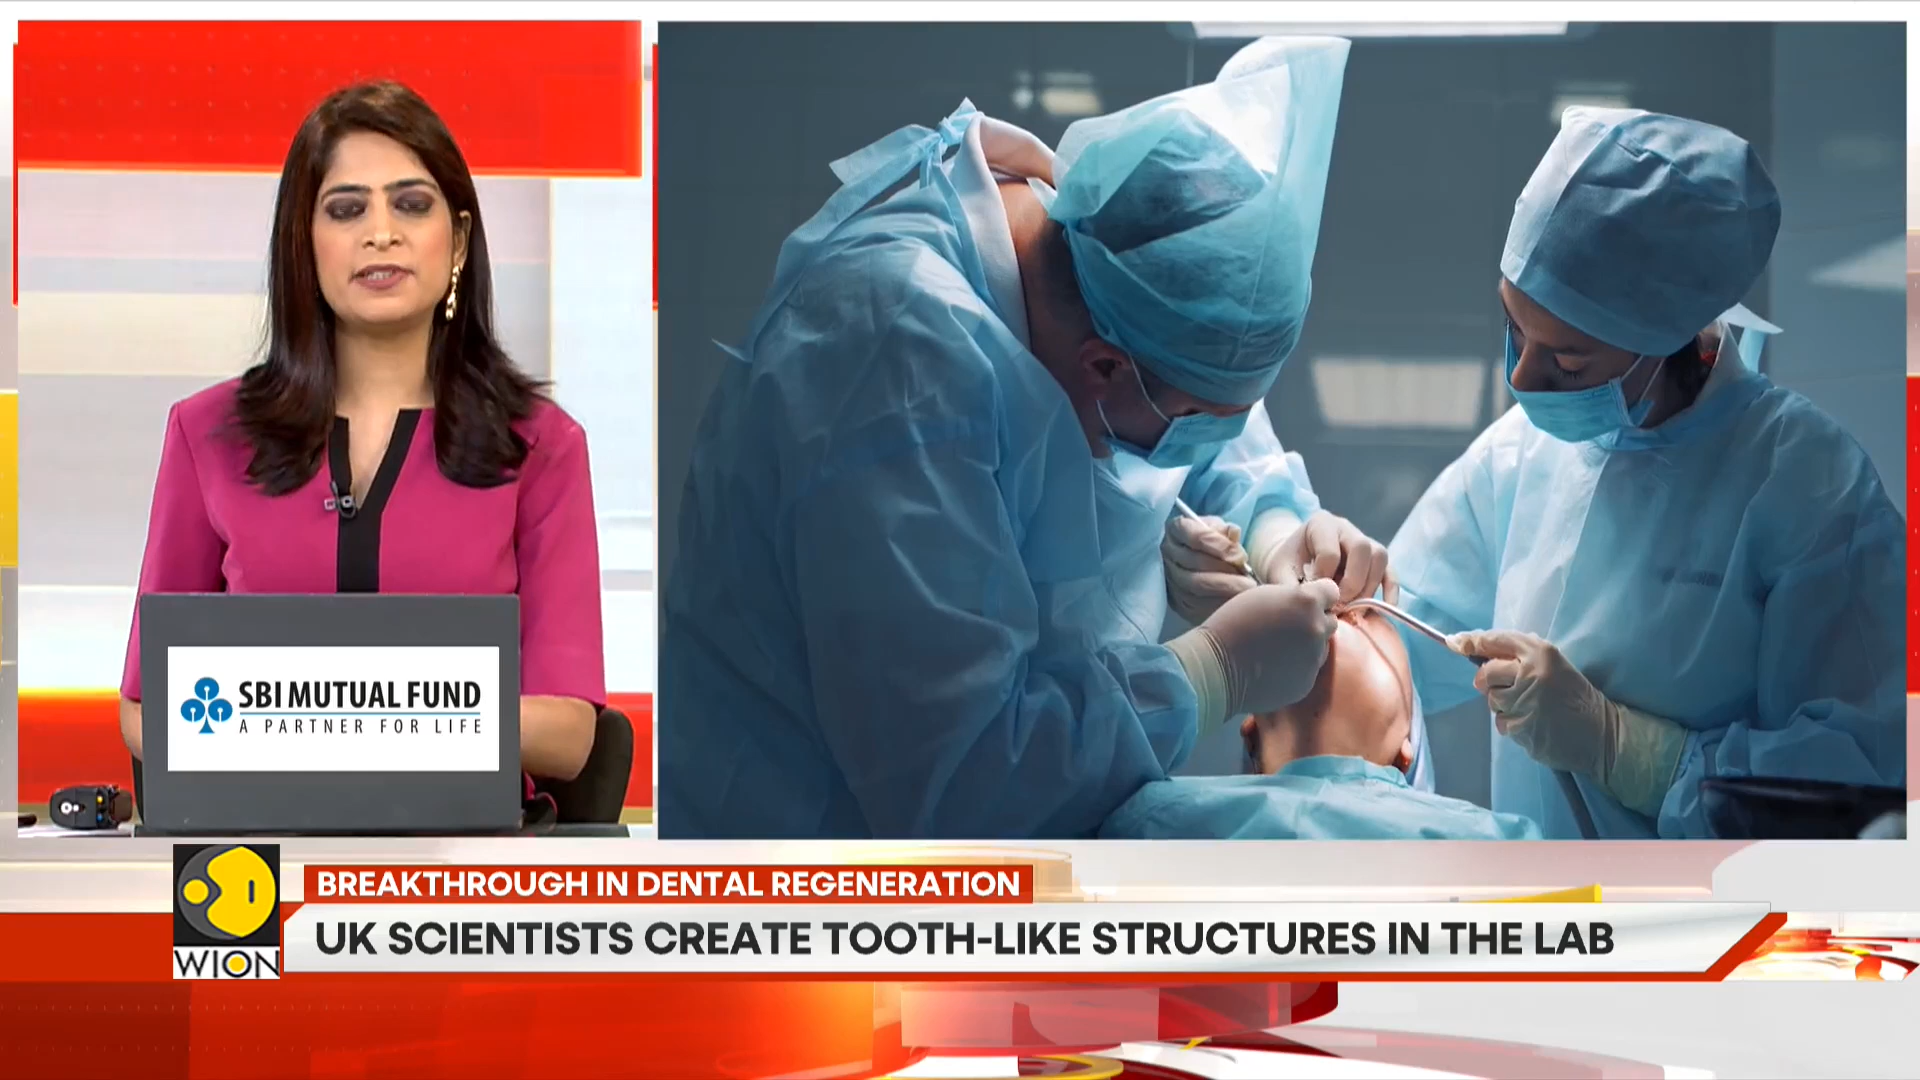 SBI MUTUAL FUND
A PARTNER FOR LIFE
BREAKTHROUGH IN DENTAL REGENERATION
UK SCIENTISTS CREATE TOOTH-LIKE STRUCTURES IN THE LAB
WION